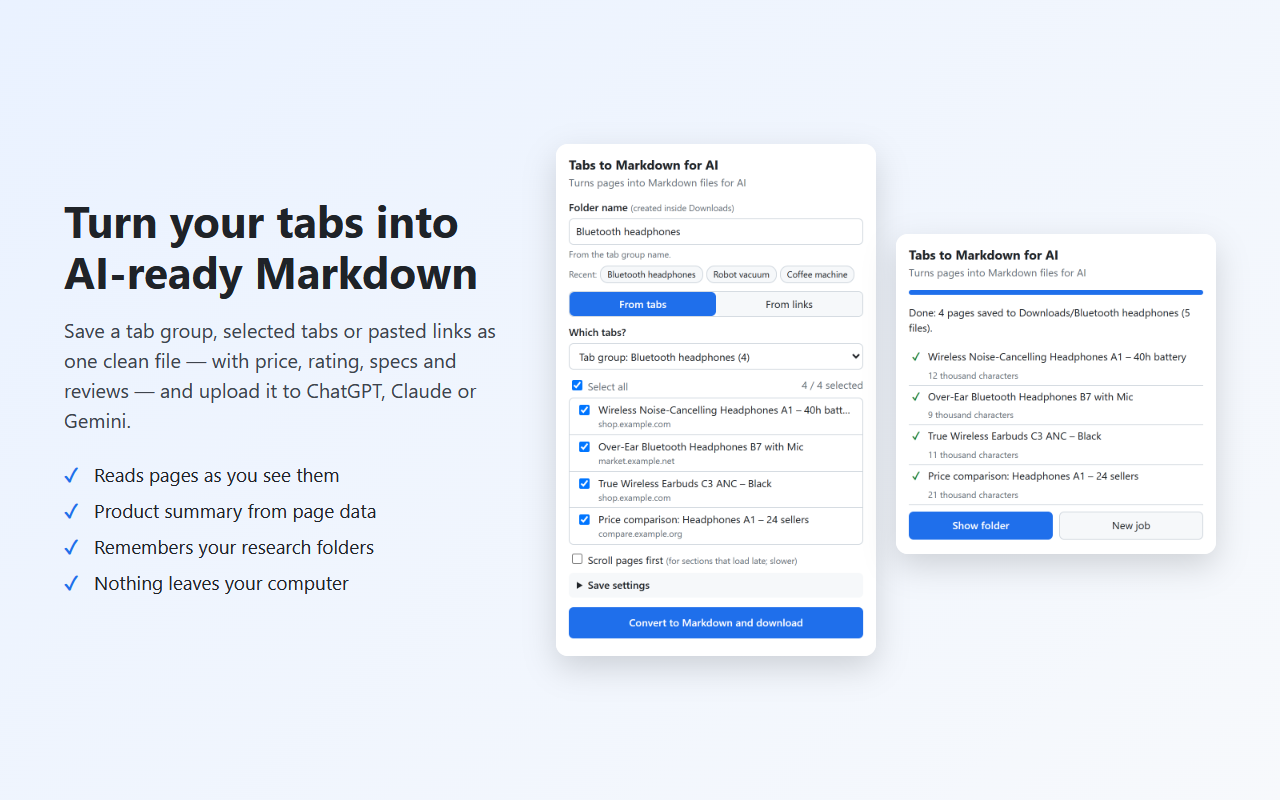 Turn your tabs into
AI-ready Markdown
Save a tab group, selected tabs or pasted links as
one clean file — with price, rating, specs and
reviews — and upload it to ChatGPT, Claude or
Gemini.
✓ Reads pages as you see them
✓ Product summary from page data
✓ Remembers your research folders
✓ Nothing leaves your computer
Tabs to Markdown for AI
Turns pages into Markdown files for AI
Folder name (created inside Downloads)
Bluetooth headphones
From the tab group name.
Recent: Bluetooth headphones Robot vacuum Coffee machine
From tabs From links
Which tabs?
Tab group: Bluetooth headphones (4)
Select all 4 / 4 selected
Wireless Noise-Cancelling Headphones A1 – 40h batt...
shop.example.com
Over-Ear Bluetooth Headphones B7 with Mic
market.example.net
True Wireless Earbuds C3 ANC – Black
shop.example.com
Price comparison: Headphones A1 – 24 sellers
compare.example.org
Scroll pages first (for sections that load late; slower)
Save settings
Convert to Markdown and download
Tabs to Markdown for AI
Turns pages into Markdown files for AI
Done: 4 pages saved to Downloads/Bluetooth headphones (5
files).
✓ Wireless Noise-Cancelling Headphones A1 – 40h battery
12 thousand characters
✓ Over-Ear Bluetooth Headphones B7 with Mic
9 thousand characters
✓ True Wireless Earbuds C3 ANC – Black
11 thousand characters
✓ Price comparison: Headphones A1 – 24 sellers
21 thousand characters
Show folder New job